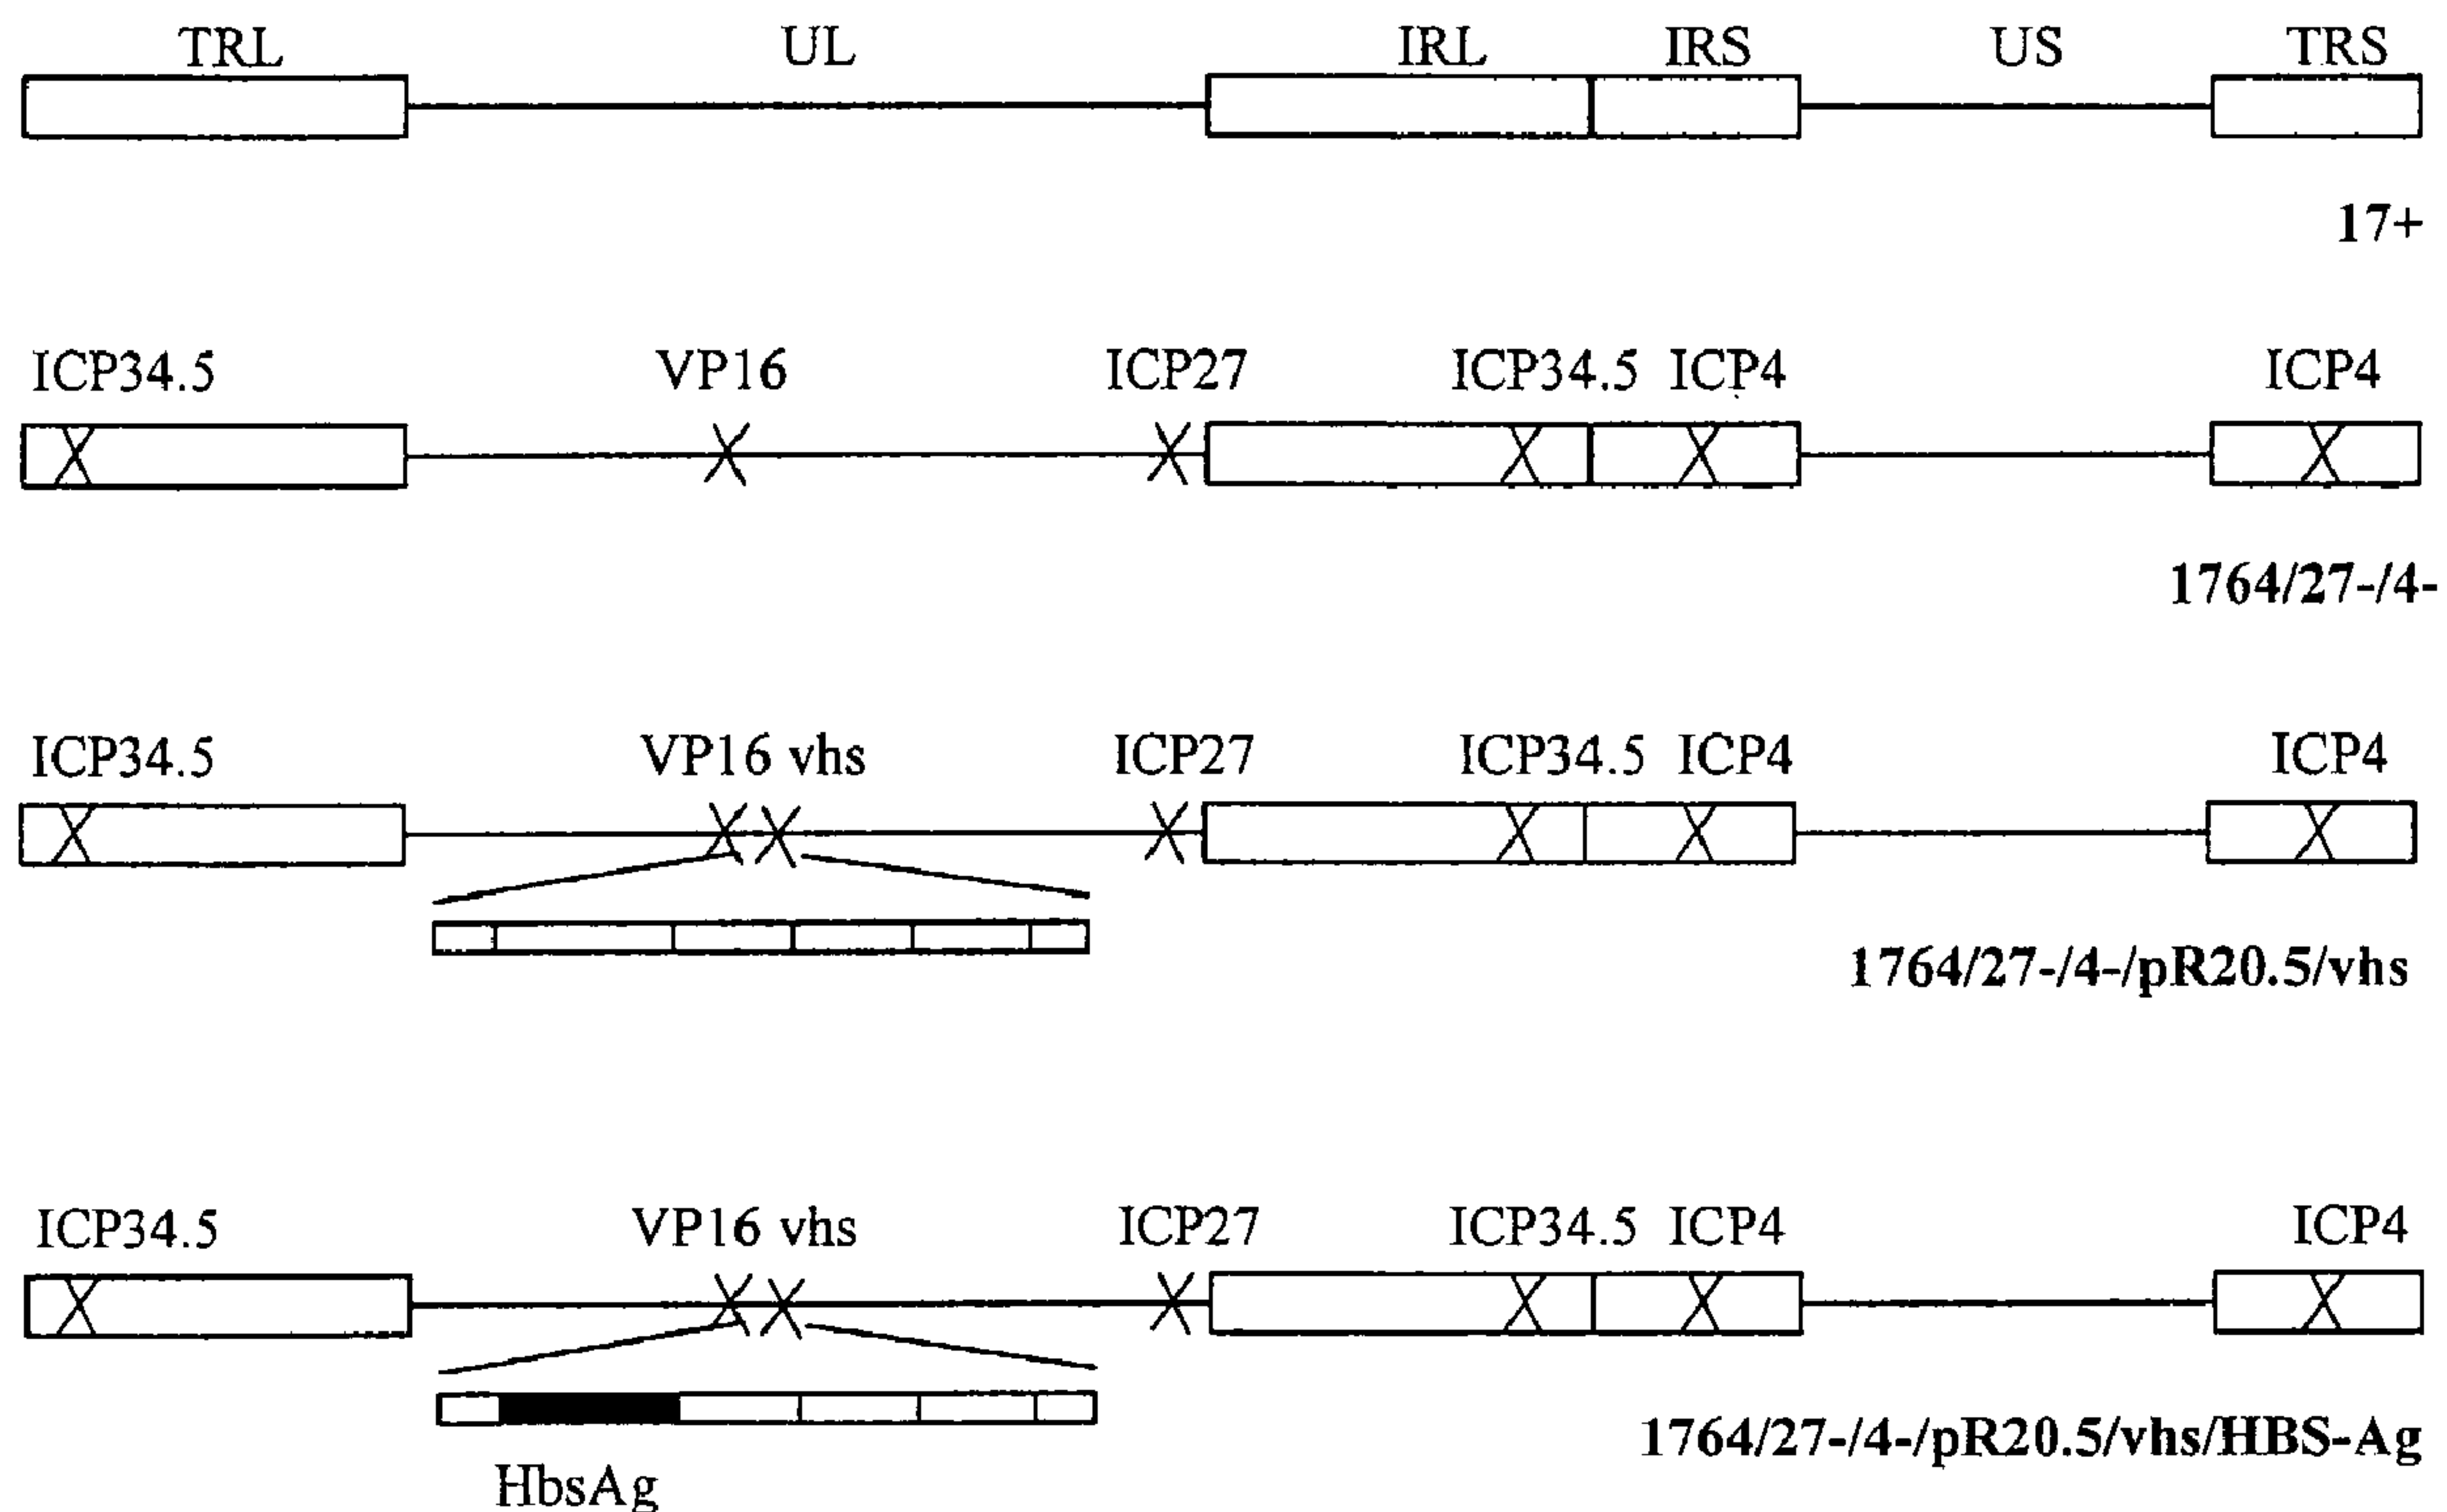 TRL UL IRL IRS US TRS
17+
ICP34.5 VP16 ICP27 ICP34.5 ICP4 ICP4
1764/27-/4-
ICP34.5 VP16 vhs ICP27 ICP34.5 ICP4 ICP4
1764/27-/4-/pR20.5/vhs
ICP34.5 VP16 vhs ICP27 ICP34.5 ICP4 ICP4
1764/27-/4-/pR20.5/vhs/HBS-Ag
HbsAg